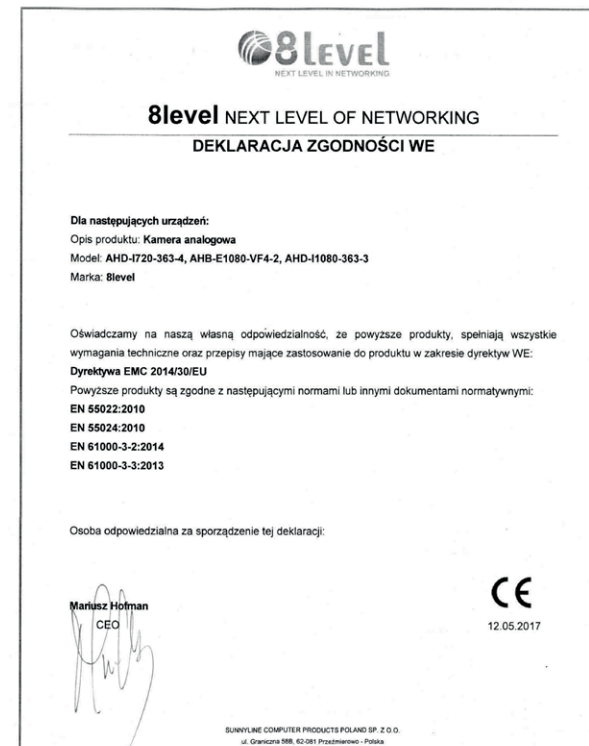 8level
NEXT LEVEL IN NETWORKING
8level NEXT LEVEL OF NETWORKING
DEKLARACJA ZGODNOŚCI WE
Dla następujących urządzeń:
Opis produktu: Kamera analogowa
Model: AHD-I720-363-4, AHB-E1080-VF4-2, AHD-I1080-363-3
Marka: 8level
Oświadczamy na naszą własną odpowiedzialność, że powyższe produkty, spełniają wszystkie
wymagania techniczne oraz przepisy mające zastosowanie do produktu w zakresie dyrektyw WE:
Dyrektywa EMC 2014/30/EU
Powyższe produkty są zgodne z następującymi normami lub innymi dokumentami normatywnymi:
EN 55022:2010
EN 55024:2010
EN 61000-3-2:2014
EN 61000-3-3:2013
Osoba odpowiedzialna za sporządzenie tej deklaracji:
Mariusz Hofman
CEO
CE
12.05.2017
SUNNYLINE COMPUTER PRODUCTS POLAND SP. Z O.O.
ul. Graniczna 58B, 62-081 Przeźmierowo - Polska